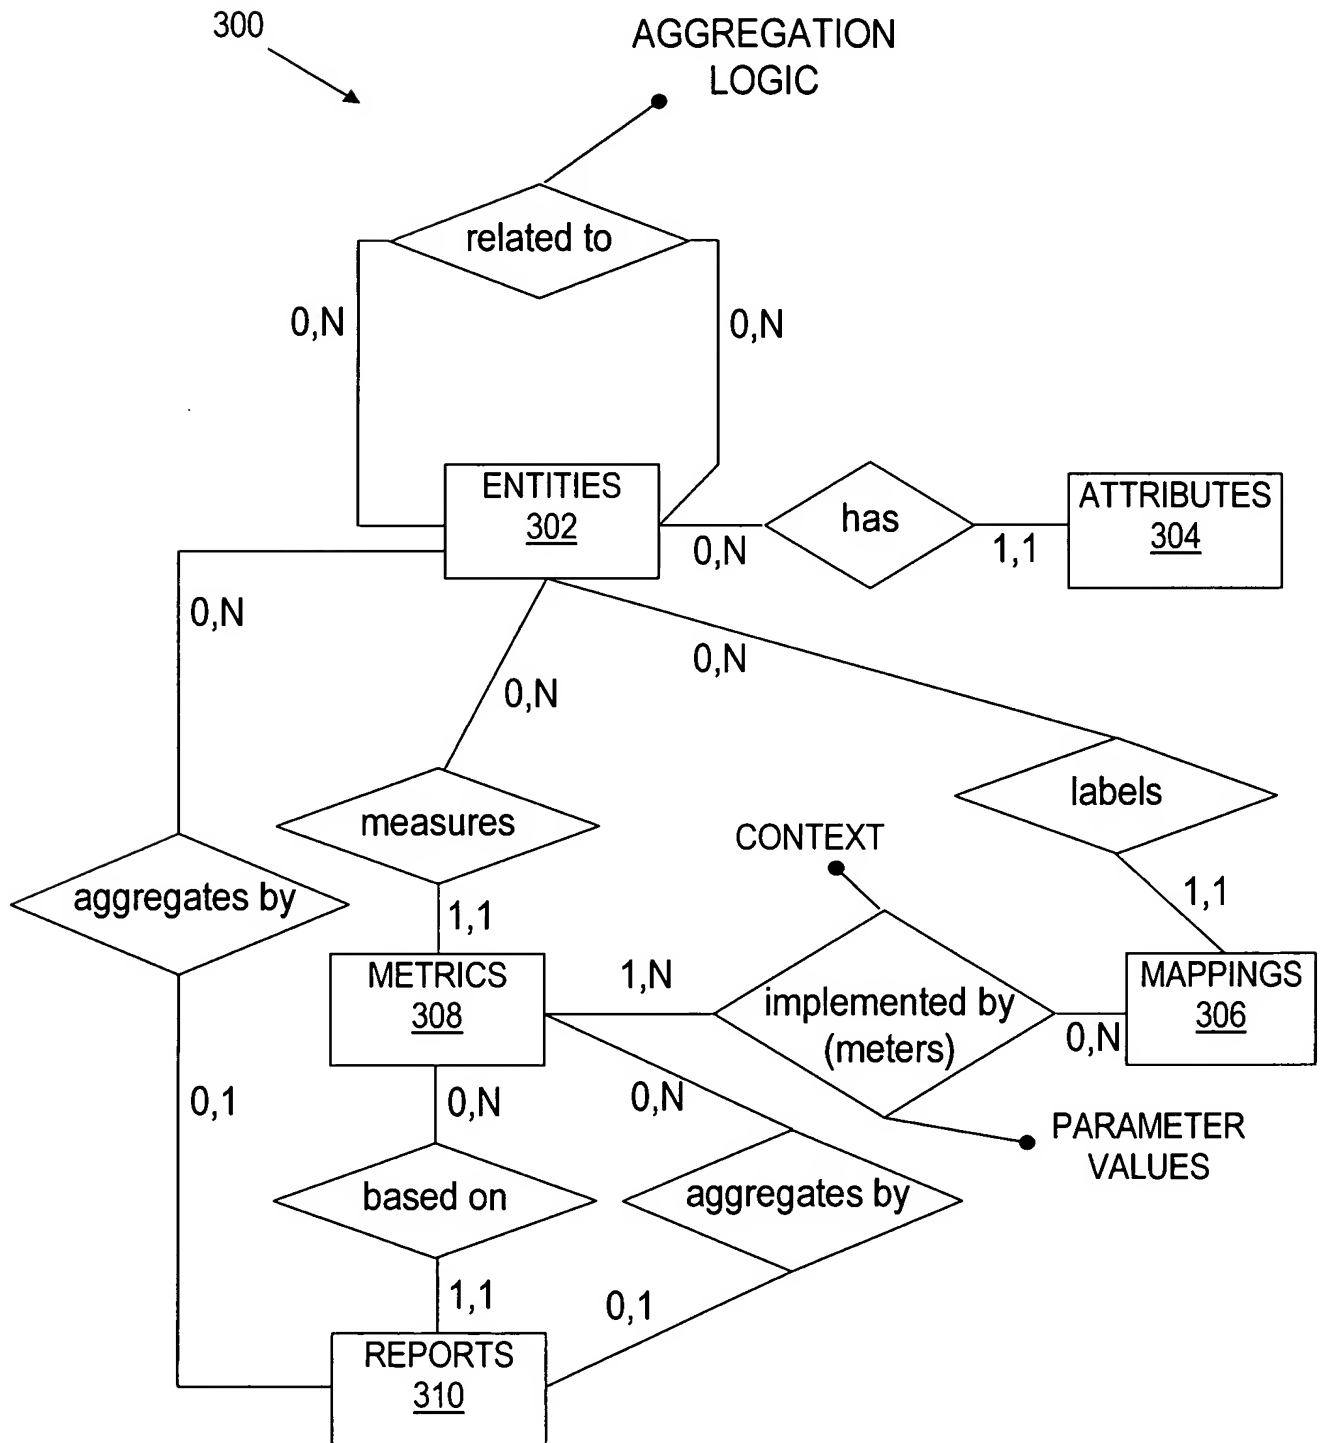 300
AGGREGATION
LOGIC
related to
0,N
0,N
ENTITIES
302
has
ATTRIBUTES
304
0,N
1,1
0,N
0,N
0,N
measures
labels
CONTEXT
aggregates by
1,1
1,1
METRICS
308
1,N
implemented by
(meters)
0,N
MAPPINGS
306
0,1
0,N
0,N
PARAMETER
VALUES
based on
aggregates by
1,1
0,1
REPORTS
310